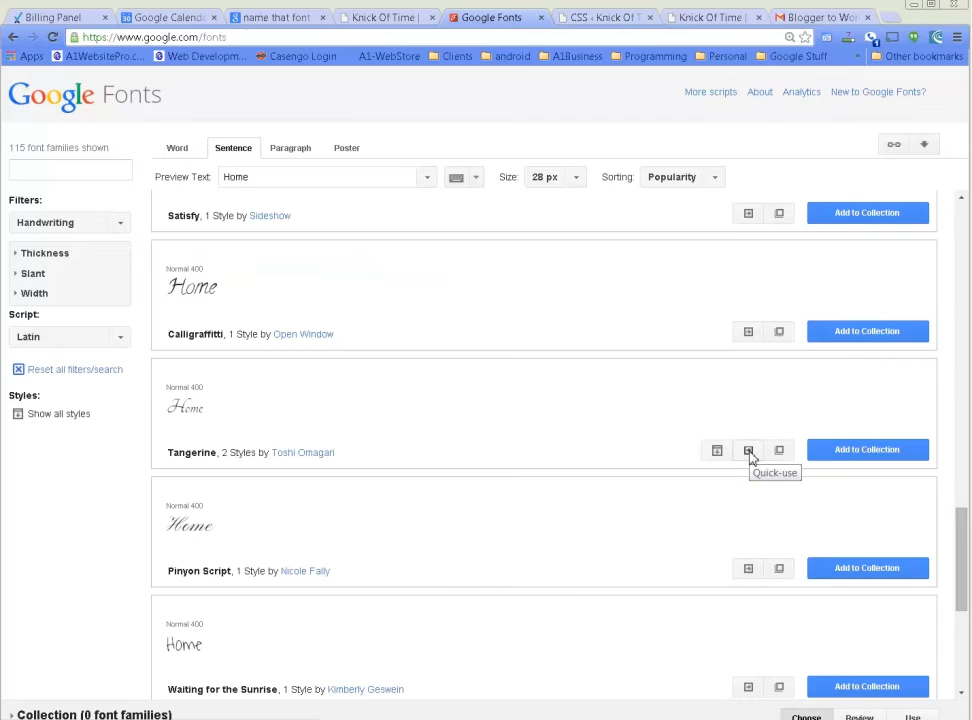 Billing Panel
30 Google Calend
name that font
Knick Of Time |
Google Fonts
CSS ‹ Knick Of T
Knick Of Time |
Blogger to Wor
https://www.google.com/fonts
Apps
A1WebsitePro.c...
Web Developm...
Casengo Login
A1-WebStore
Clients
android
A1Business
Programming
Personal
Google Stuff
Other bookmarks
Google Fonts
More scripts
About
Analytics
New to Google Fonts?
115 font families shown
Word
Sentence
Paragraph
Poster
Preview Text:
Home
Size:
28 px
Sorting:
Popularity
Filters:
Handwriting
Thickness
Slant
Width
Script:
Latin
Reset all filters/search
Styles:
Show all styles
Satisfy, 1 Style by Sideshow
Add to Collection
Normal 400
Home
Calligraffitti, 1 Style by Open Window
Add to Collection
Normal 400
Home
Tangerine, 2 Styles by Toshi Omagari
Add to Collection
Quick-use
Normal 400
Home
Pinyon Script, 1 Style by Nicole Fally
Add to Collection
Normal 400
Home
Waiting for the Sunrise, 1 Style by Kimberly Geswein
Add to Collection
Collection (0 font families)
Choose
Review
Use